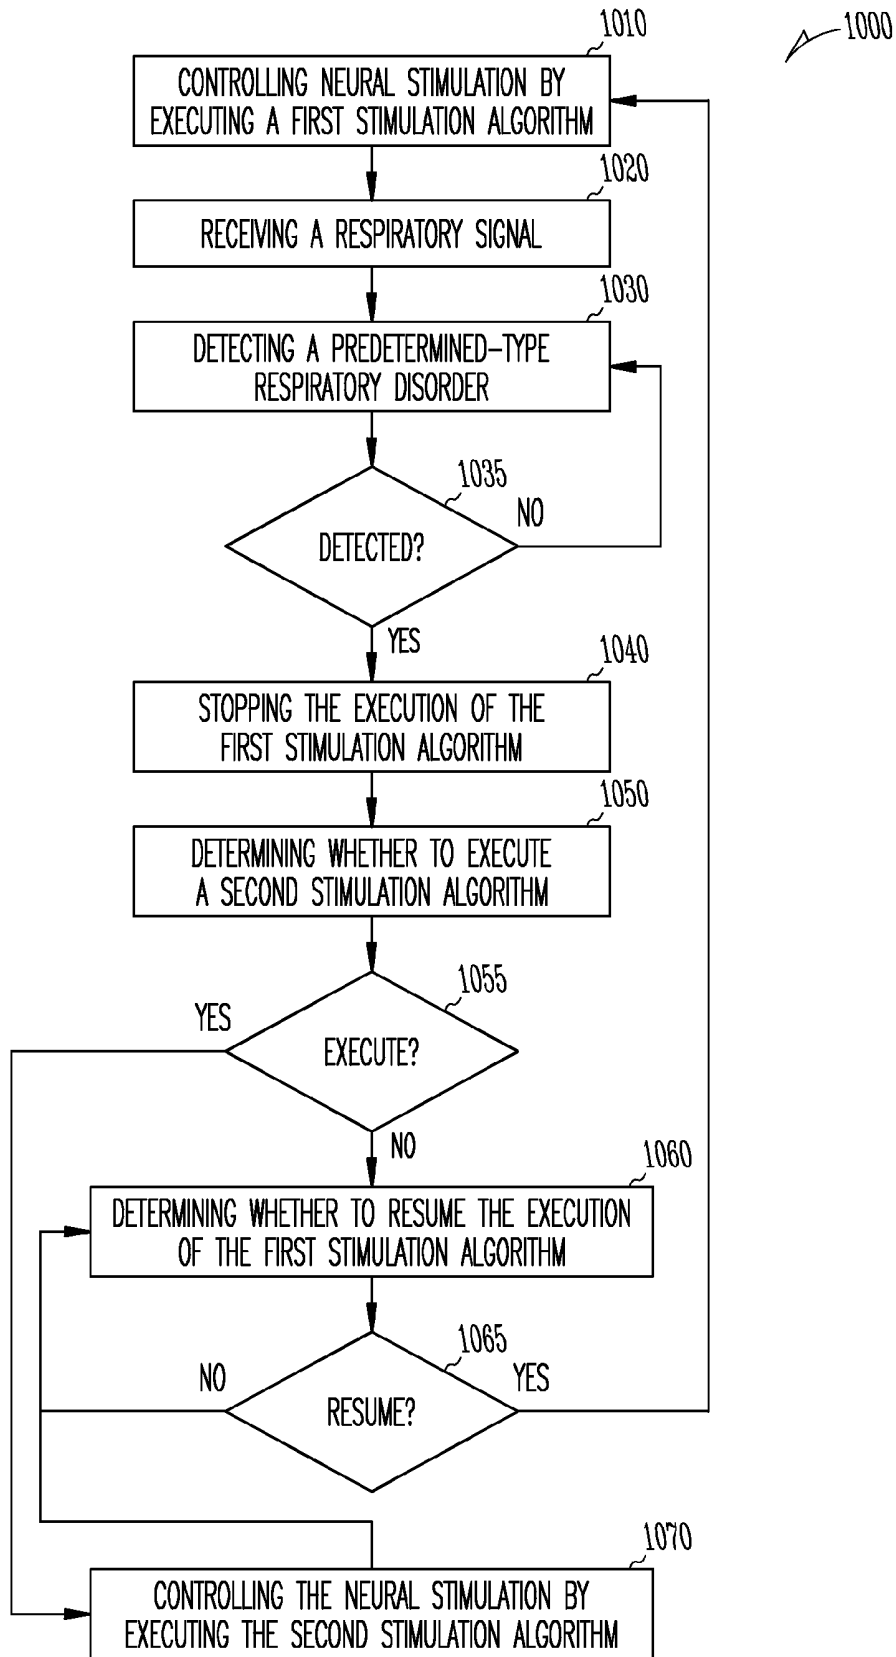 1000
1010
CONTROLLING NEURAL STIMULATION BY
EXECUTING A FIRST STIMULATION ALGORITHM
1020
RECEIVING A RESPIRATORY SIGNAL
1030
DETECTING A PREDETERMINED-TYPE
RESPIRATORY DISORDER
1035
DETECTED?
NO
YES
1040
STOPPING THE EXECUTION OF THE
FIRST STIMULATION ALGORITHM
1050
DETERMINING WHETHER TO EXECUTE
A SECOND STIMULATION ALGORITHM
1055
YES
EXECUTE?
NO
1060
DETERMINING WHETHER TO RESUME THE EXECUTION
OF THE FIRST STIMULATION ALGORITHM
1065
NO
YES
RESUME?
1070
CONTROLLING THE NEURAL STIMULATION BY
EXECUTING THE SECOND STIMULATION ALGORITHM